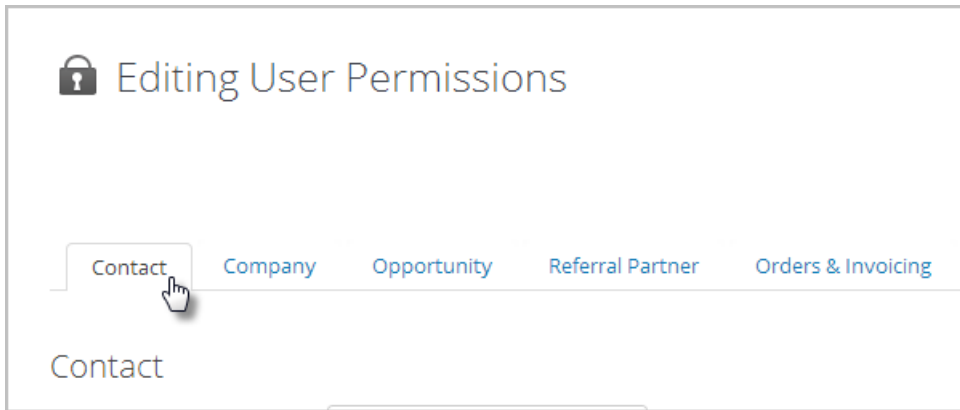 Editing User Permissions
Contact Company Opportunity Referral Partner Orders & Invoicing
Contact